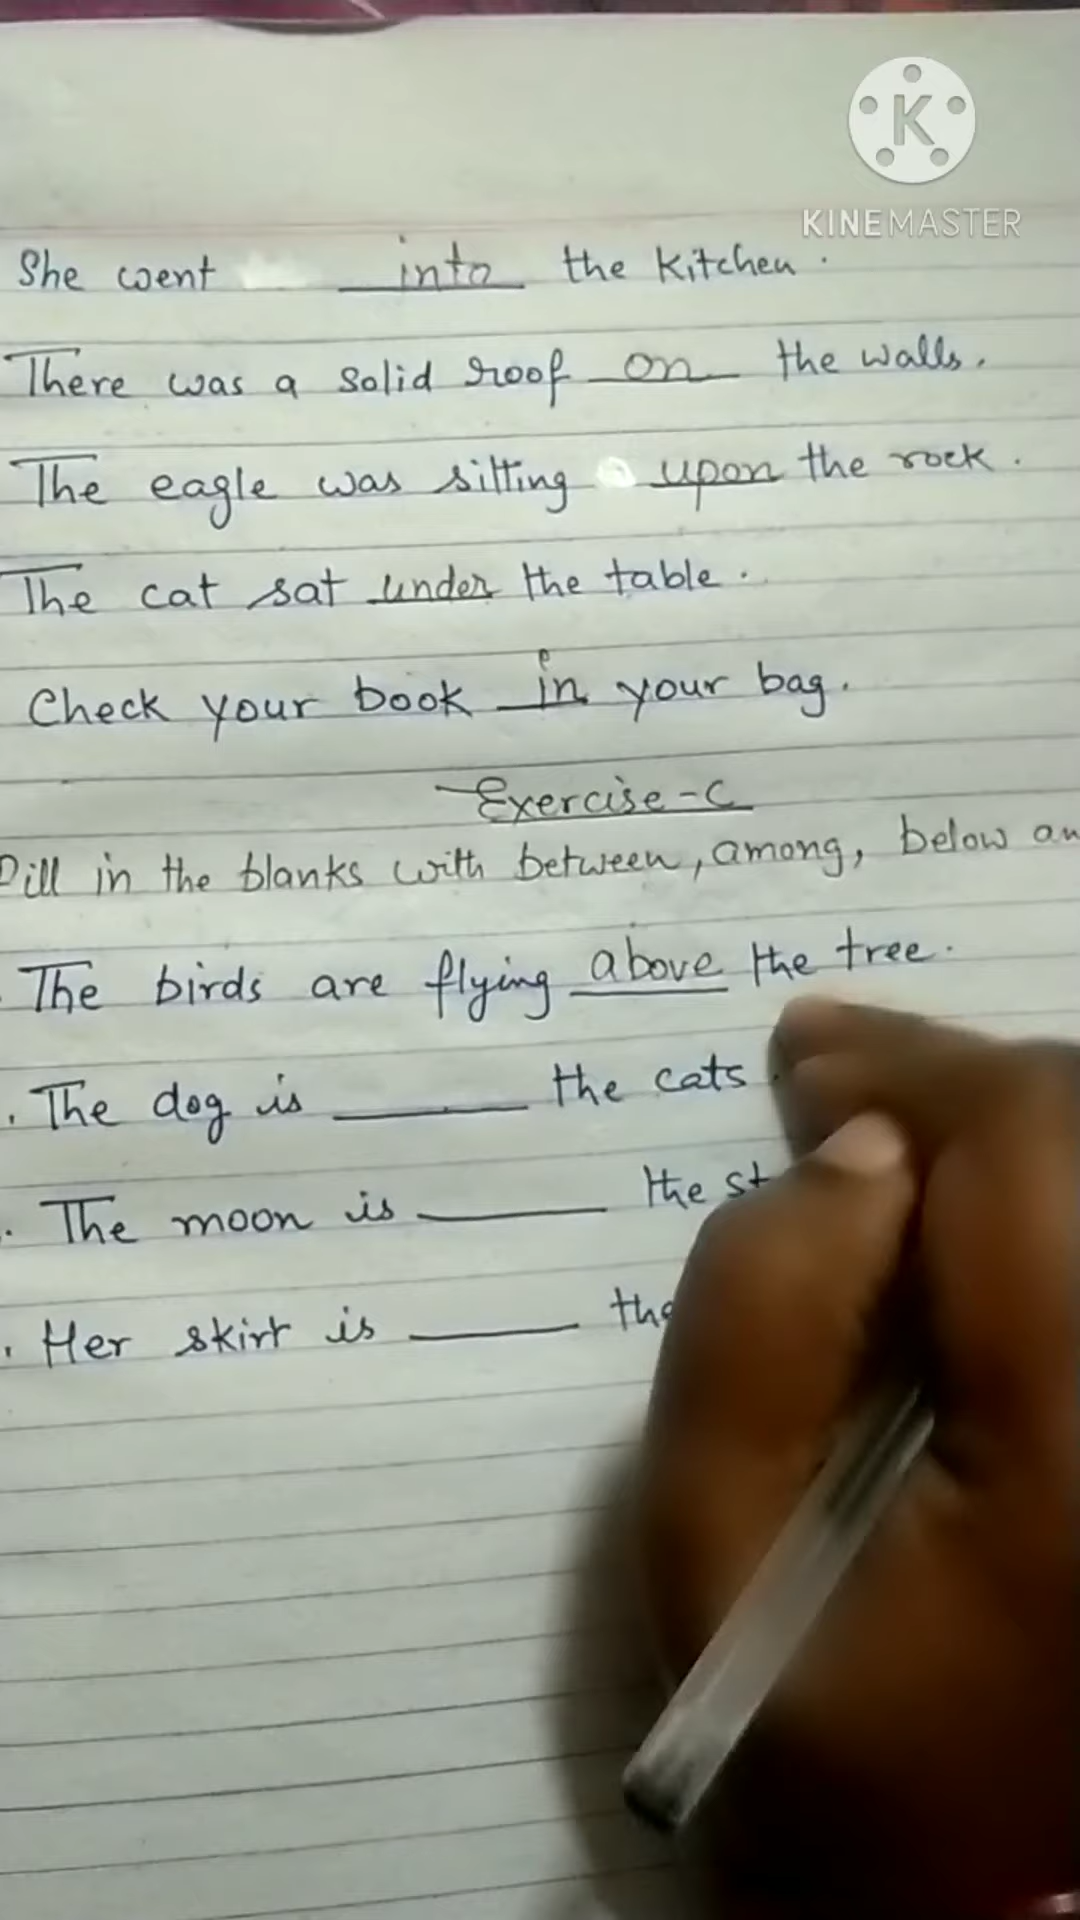 K
KINEMASTER
She went into the kitchen.
There was a solid roof on the walls.
The eagle was sitting upon the rock.
The cat sat under the table.
Check your book in your bag.
Exercise-C
Fill in the blanks with between, among, below an
The birds are flying above the tree.
. The dog is ______ the cats.
. The moon is ______ the st
. Her skirt is ______ the